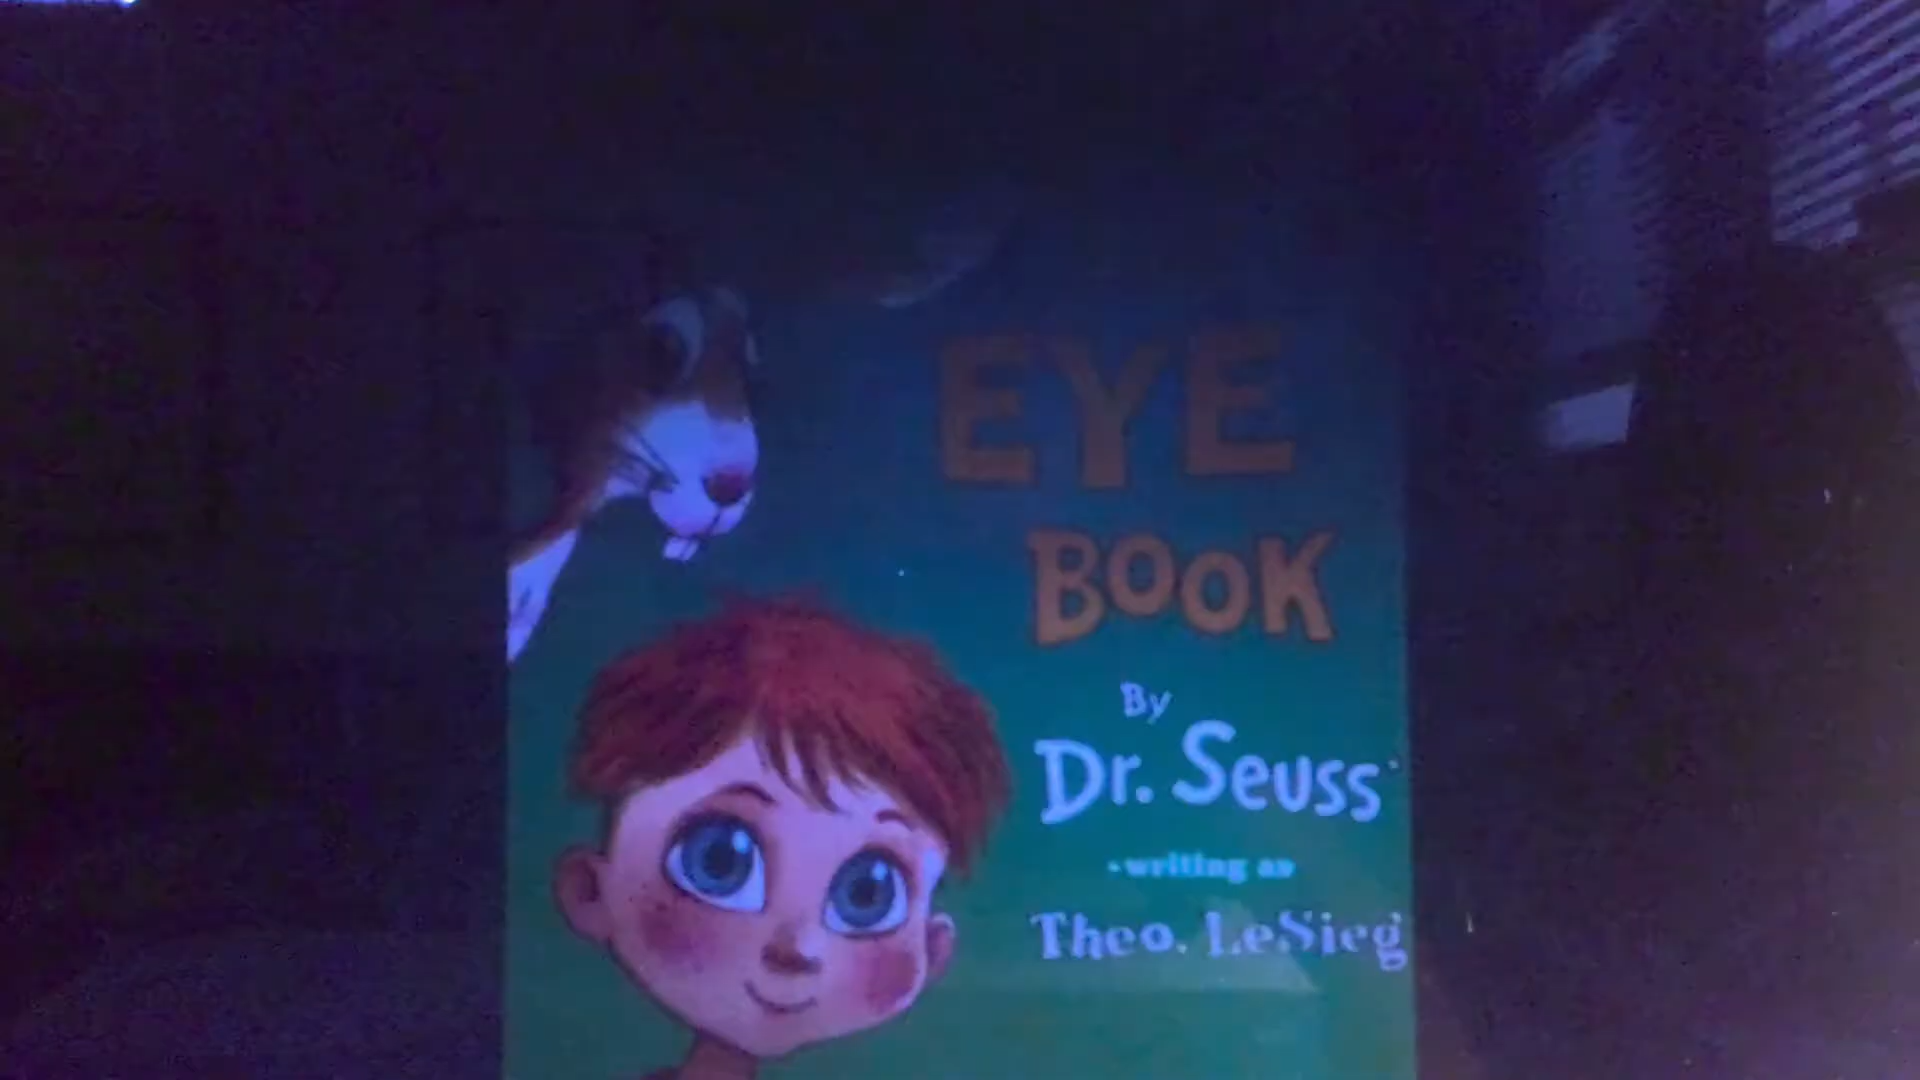 EYE
BOOK
By
Dr. Seuss
writing as
Theo. LeSieg